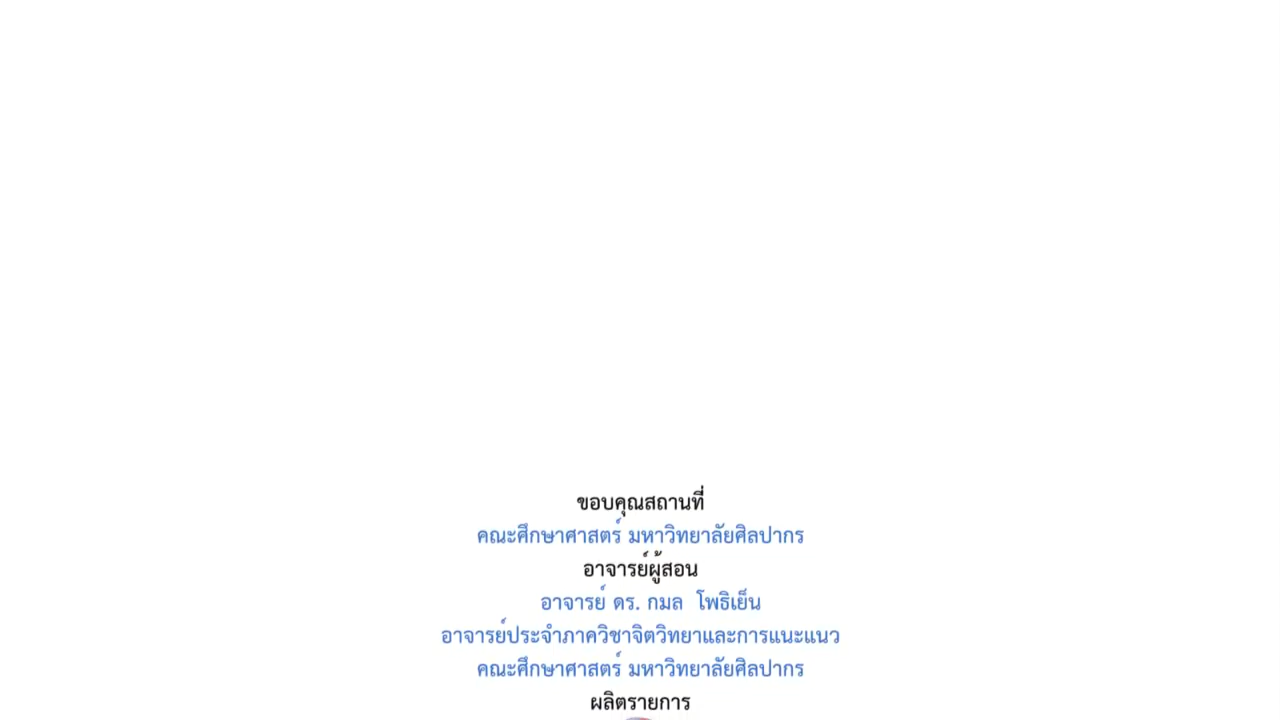 ขอบคุณสถานที่
คณะศึกษาศาสตร์ มหาวิทยาลัยศิลปากร
อาจารย์ผู้สอน
อาจารย์ ดร. กมล โพธิเย็น
อาจารย์ประจำภาควิชาจิตวิทยาและการแนะแนว
คณะศึกษาศาสตร์ มหาวิทยาลัยศิลปากร
ผลิตรายการ